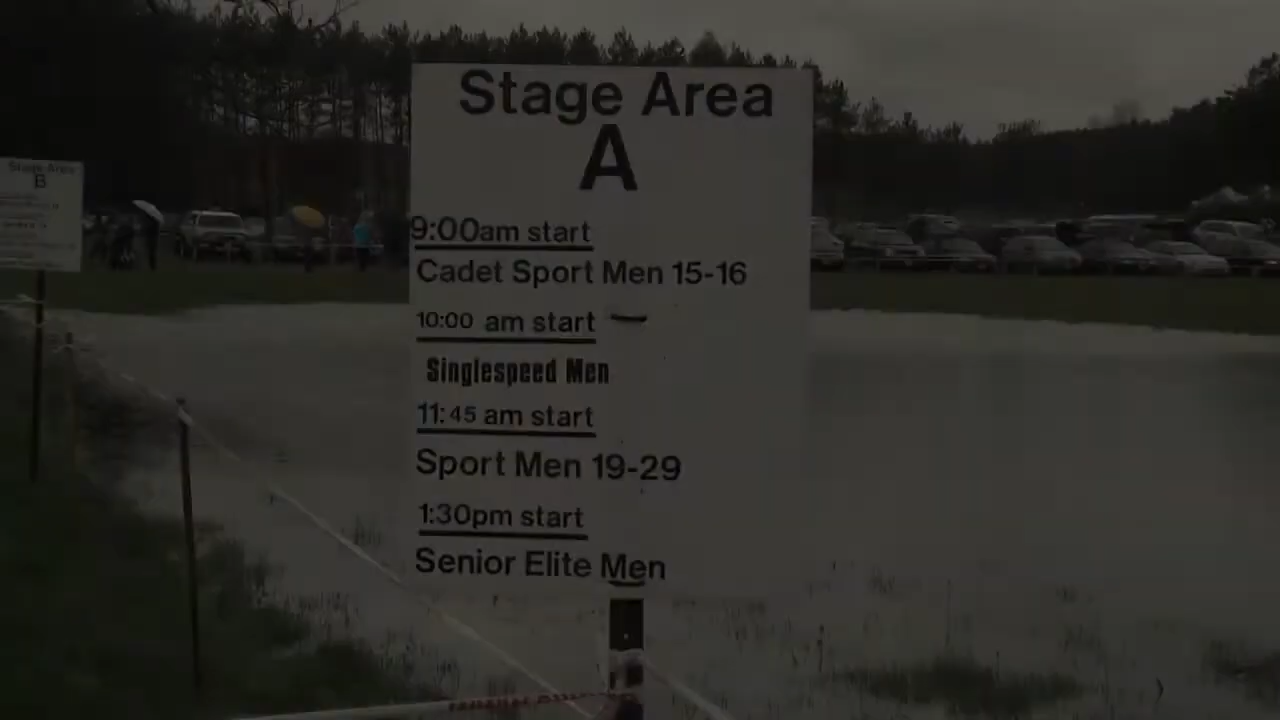 Stage Area
A
9:00am start
Cadet Sport Men 15-16
10:00 am start
Singlespeed Men
11:45 am start
Sport Men 19-29
1:30pm start
Senior Elite Men
Stage Area
B